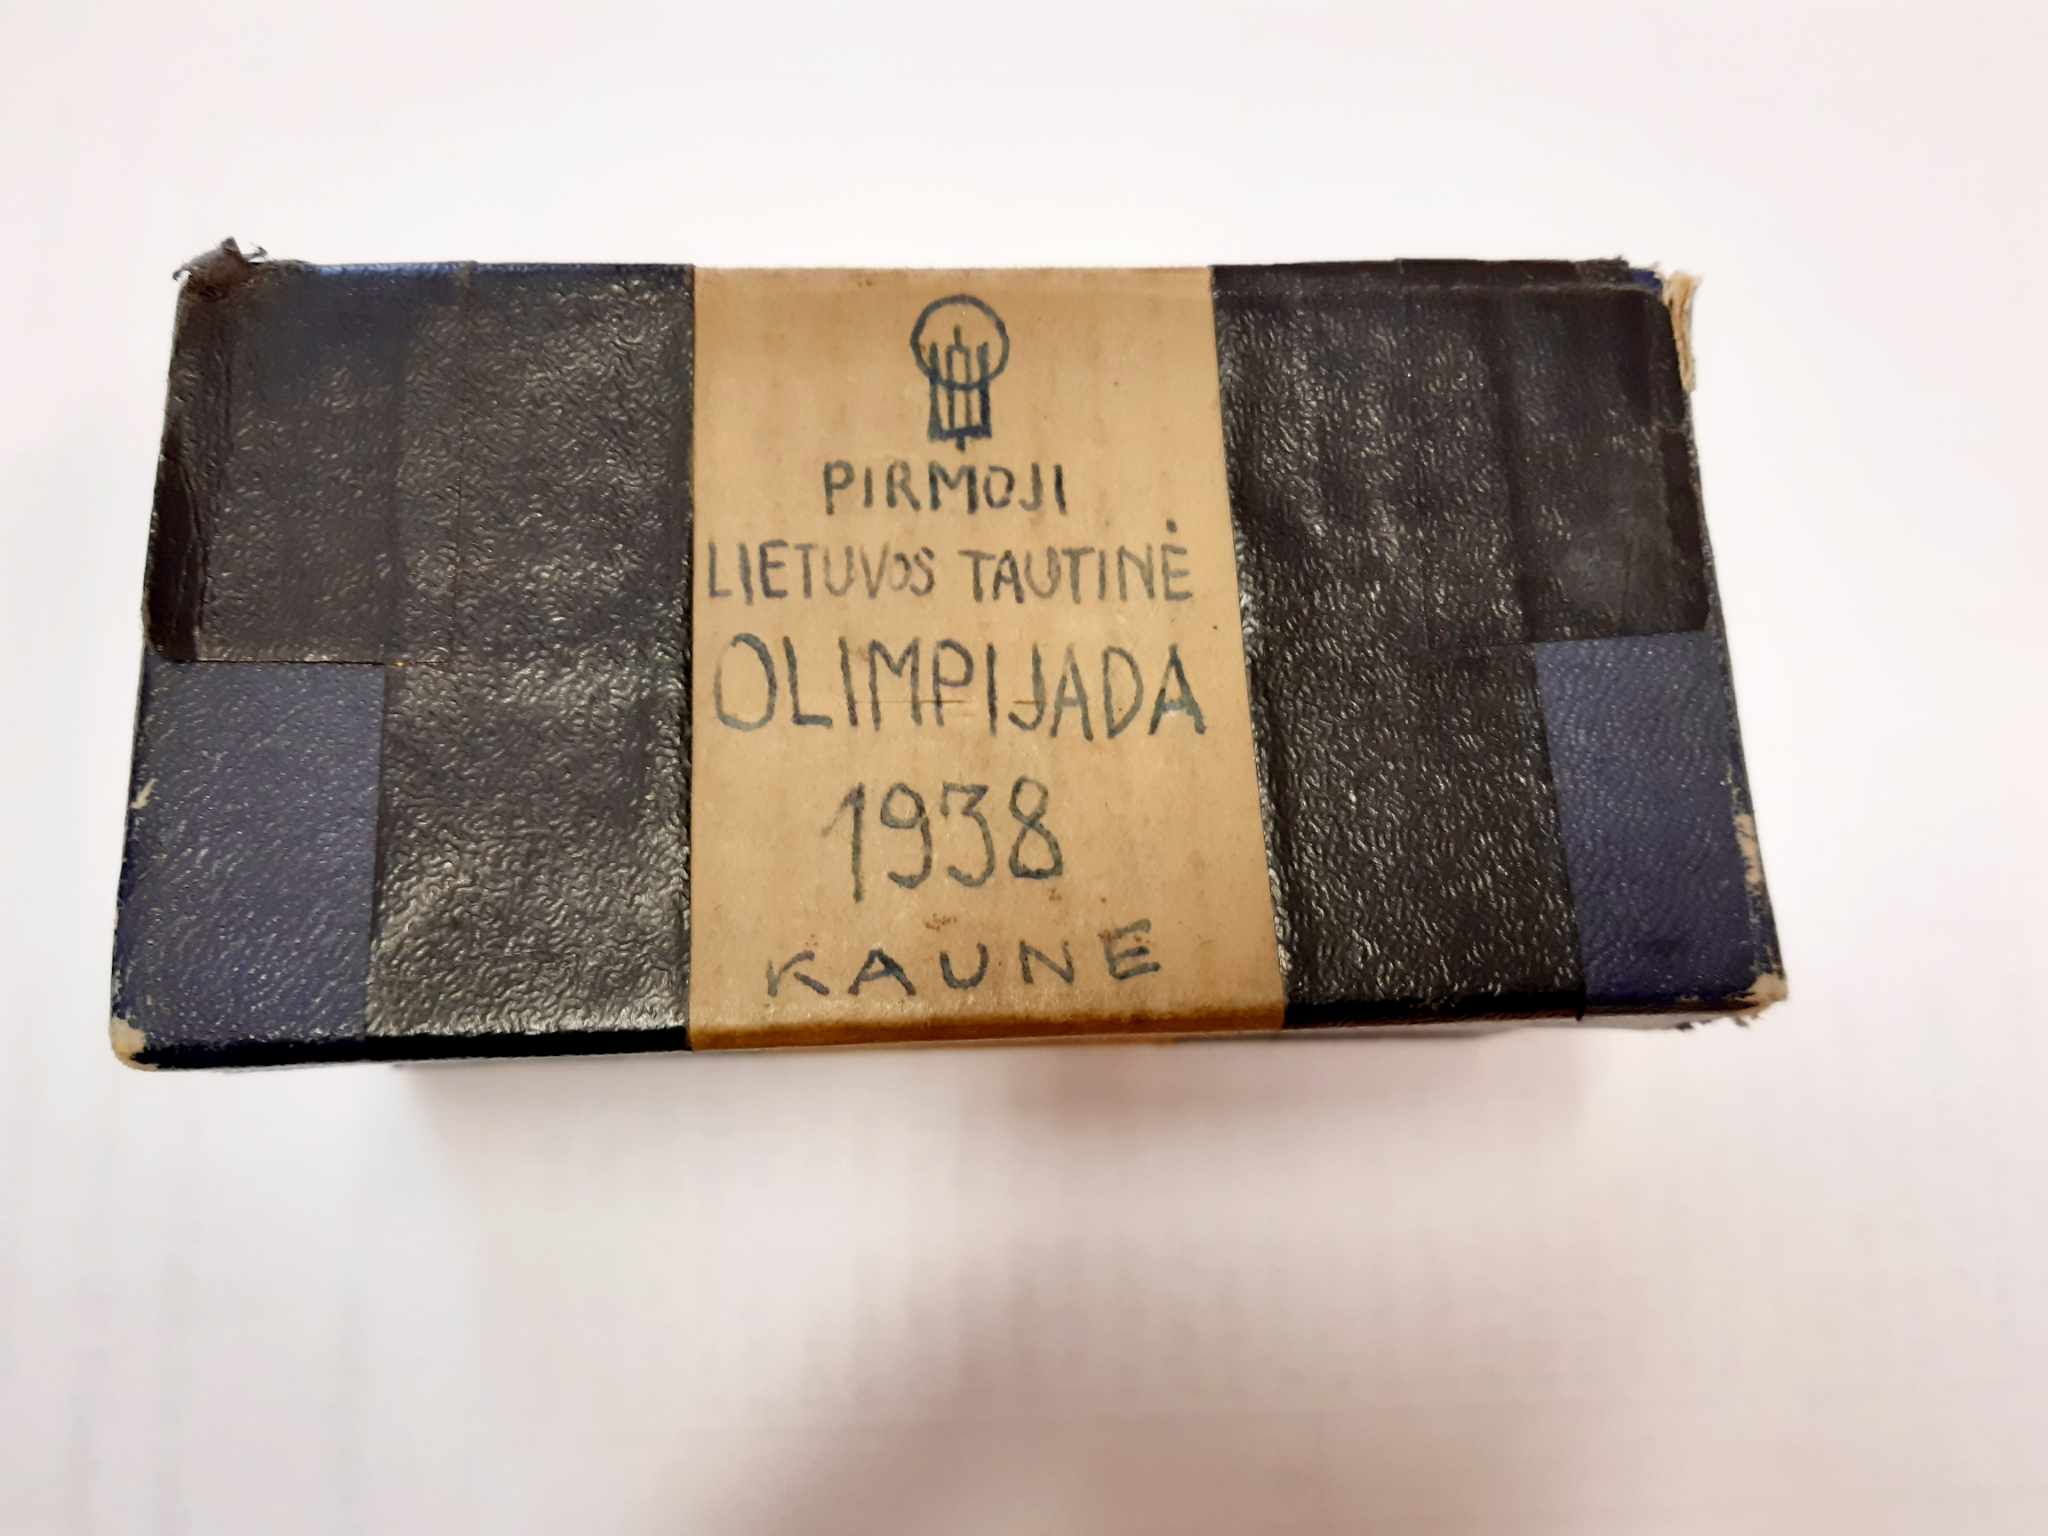 PIRMOJI
LIETUVOS TAUTINĖ
OLIMPIJADA
1938
KAUNE